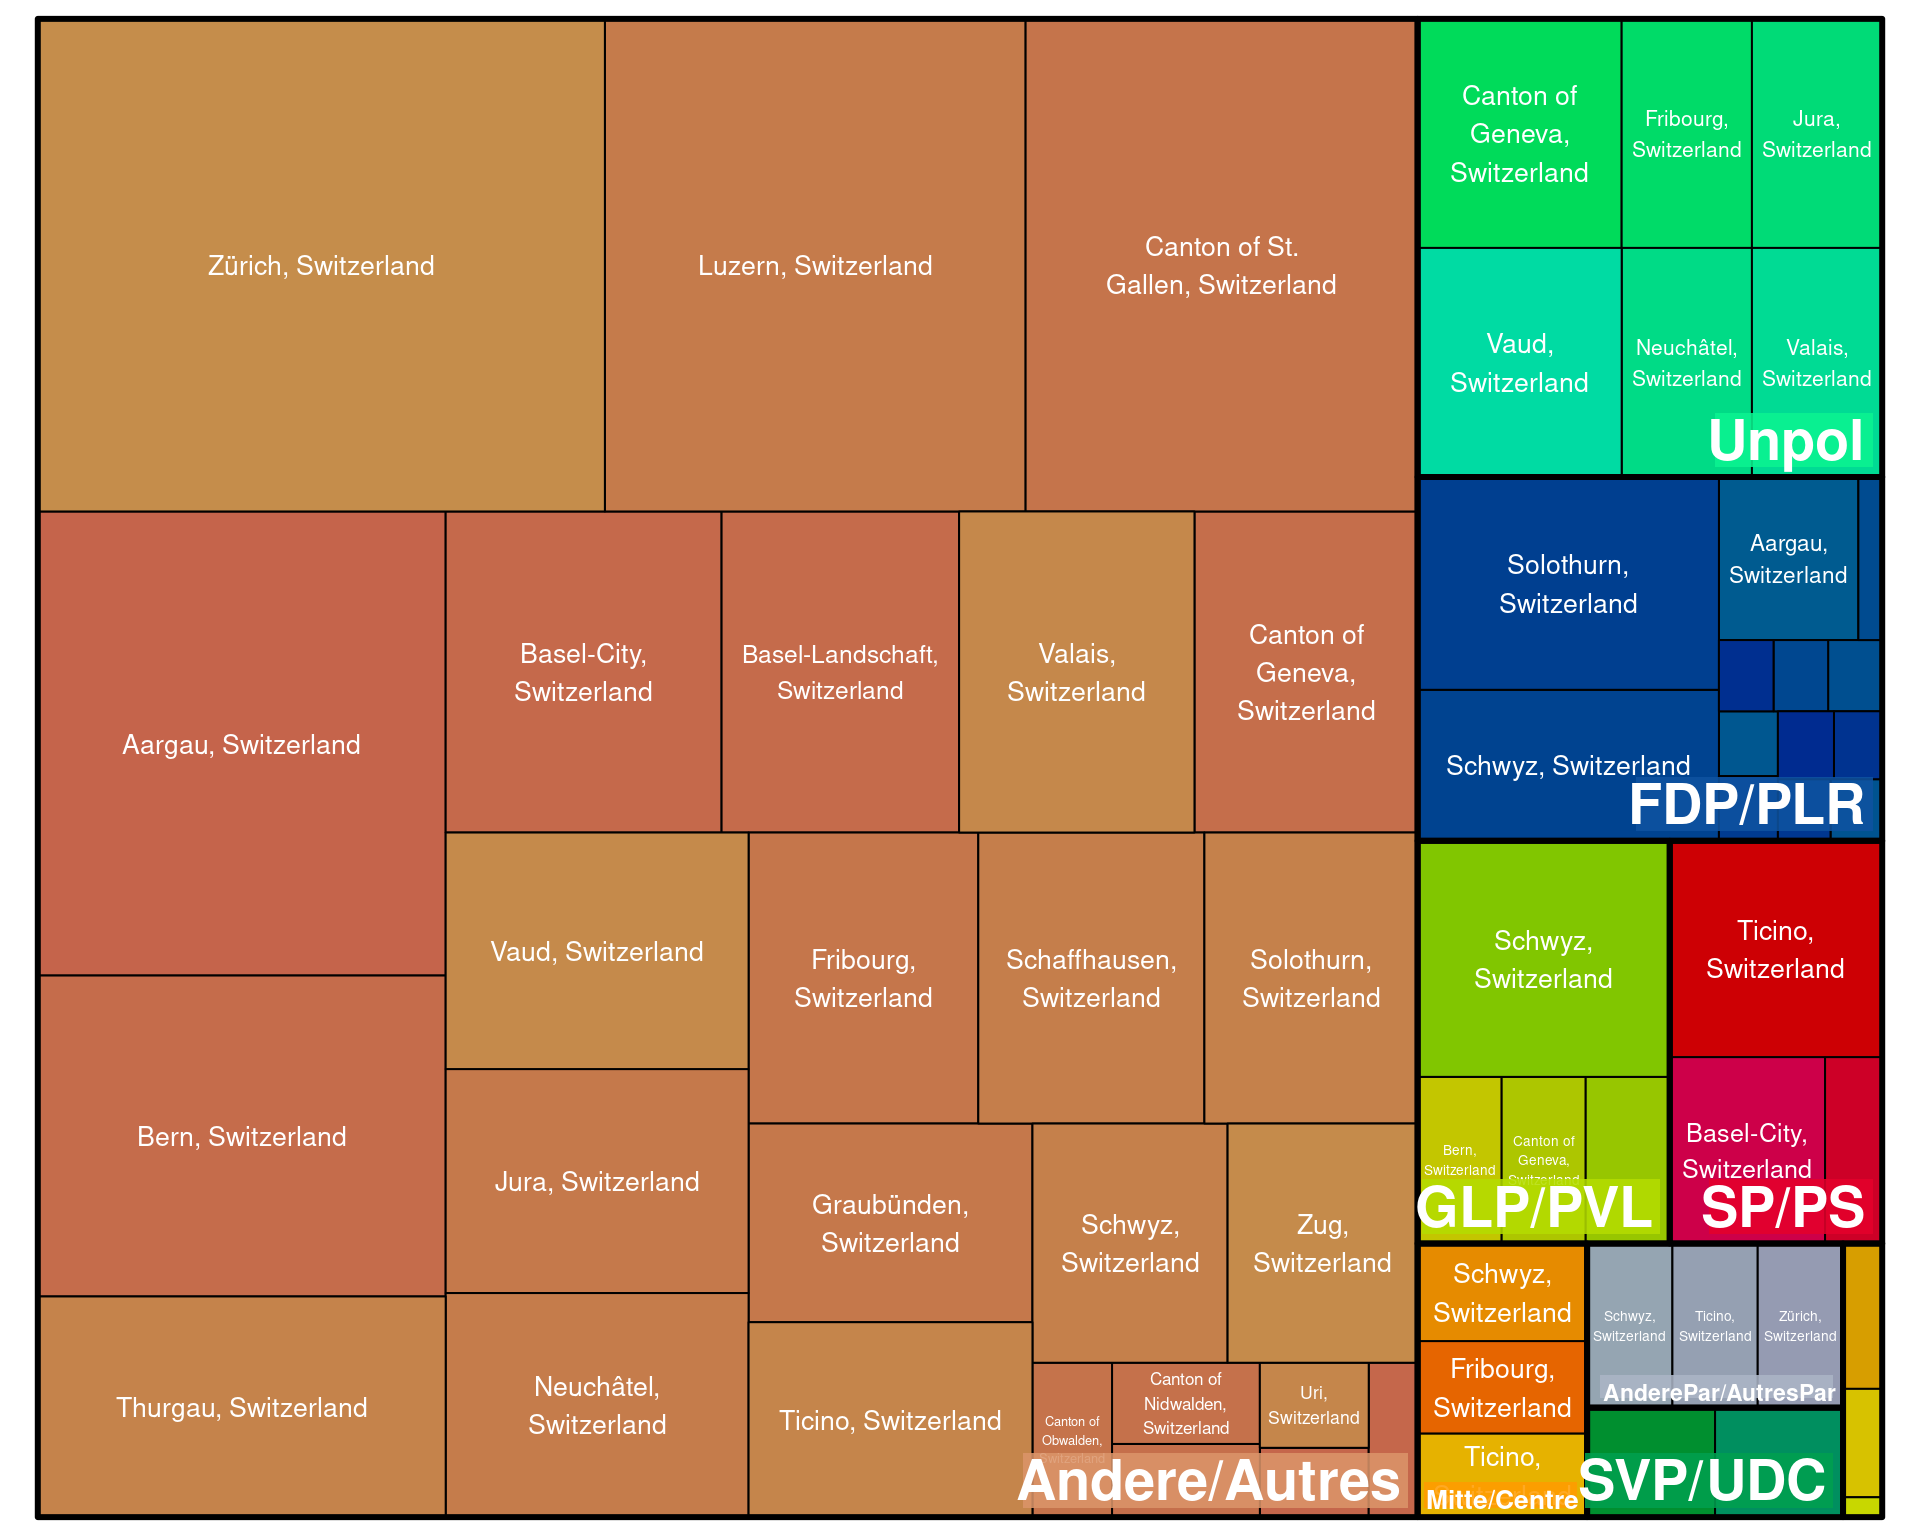 Zürich, Switzerland
Luzern, Switzerland
Canton of St.
Gallen, Switzerland
Aargau, Switzerland
Basel-City,
Switzerland
Basel-Landschaft,
Switzerland
Valais,
Switzerland
Canton of
Geneva,
Switzerland
Bern, Switzerland
Vaud, Switzerland
Fribourg,
Switzerland
Schaffhausen,
Switzerland
Solothurn,
Switzerland
Jura, Switzerland
Graubünden,
Switzerland
Schwyz,
Switzerland
Zug,
Switzerland
Thurgau, Switzerland
Neuchâtel,
Switzerland
Ticino, Switzerland
Canton of
Obwalden,
Switzerland
Canton of
Nidwalden,
Switzerland
Uri,
Switzerland
Andere/Autres
Canton of
Geneva,
Switzerland
Fribourg,
Switzerland
Jura,
Switzerland
Vaud,
Switzerland
Neuchâtel,
Switzerland
Valais,
Switzerland
Unpol
Solothurn,
Switzerland
Aargau,
Switzerland
Schwyz, Switzerland
FDP/PLR
Schwyz,
Switzerland
Bern,
Switzerland
Canton of
Geneva,
Switzerland
GLP/PVL
Ticino,
Switzerland
Basel-City,
Switzerland
SP/PS
Schwyz,
Switzerland
Fribourg,
Switzerland
Ticino,
Mitte/Centre
Schwyz,
Switzerland
Ticino,
Switzerland
Zürich,
Switzerland
AnderePar/AutresPar
SVP/UDC